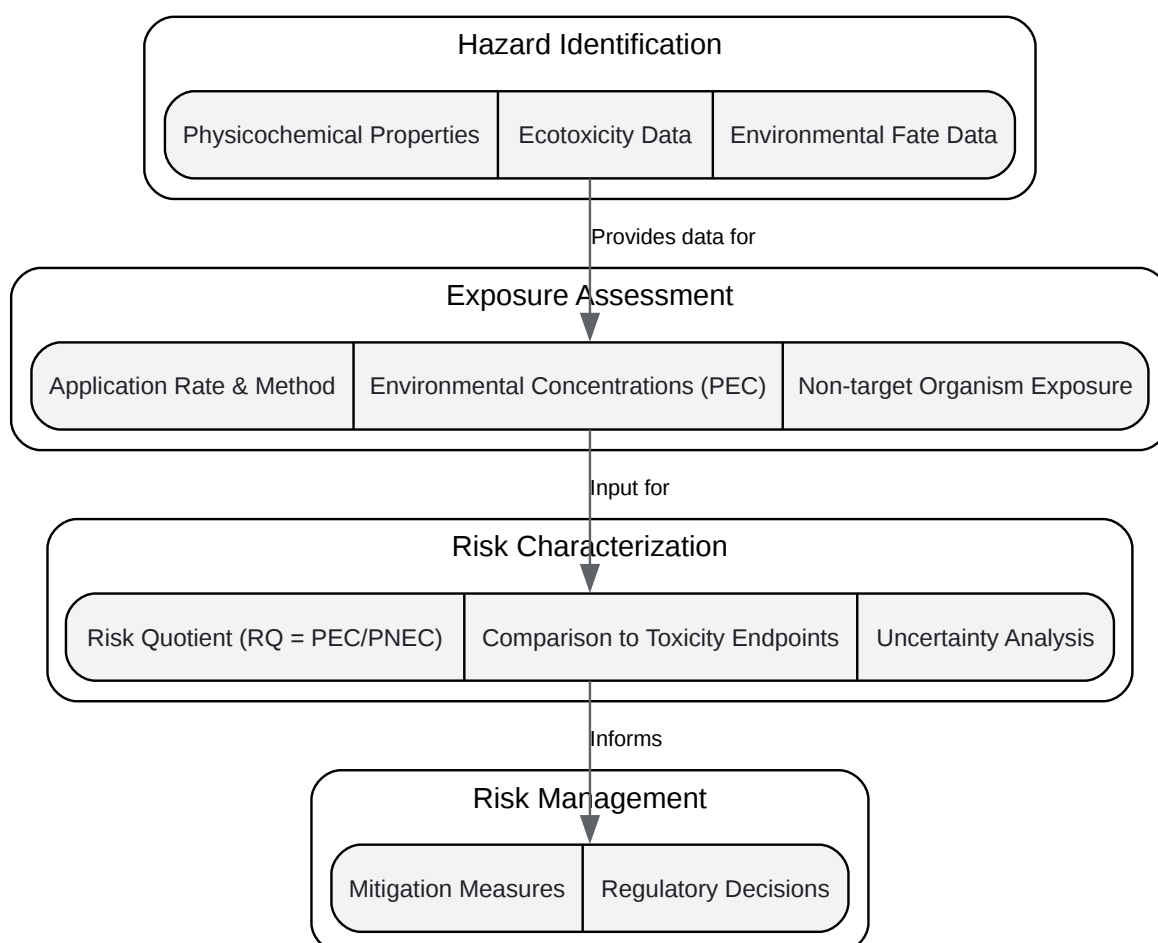 Hazard Identification
Physicochemical Properties
Ecotoxicity Data
Environmental Fate Data
Provides data for
Exposure Assessment
Application Rate & Method
Environmental Concentrations (PEC)
Non-target Organism Exposure
Input for
Risk Characterization
Risk Quotient (RQ = PEC/PNEC)
Comparison to Toxicity Endpoints
Uncertainty Analysis
Informs
Risk Management
Mitigation Measures
Regulatory Decisions